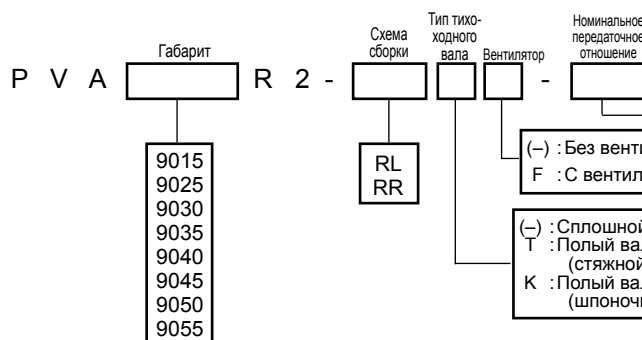 Габарит
Схема
сборки
Тип тихо-
ходного
вала
Вентилятор
Номинальное
передаточное
отношение
P V A R 2 - -
9015
9025
9030
9035
9040
9045
9050
9055
RL
RR
(–) : Без венти
F : С вентил
(–) : Сплошной
T : Полый вал
(стяжной
K : Полый вал
(шпоночн